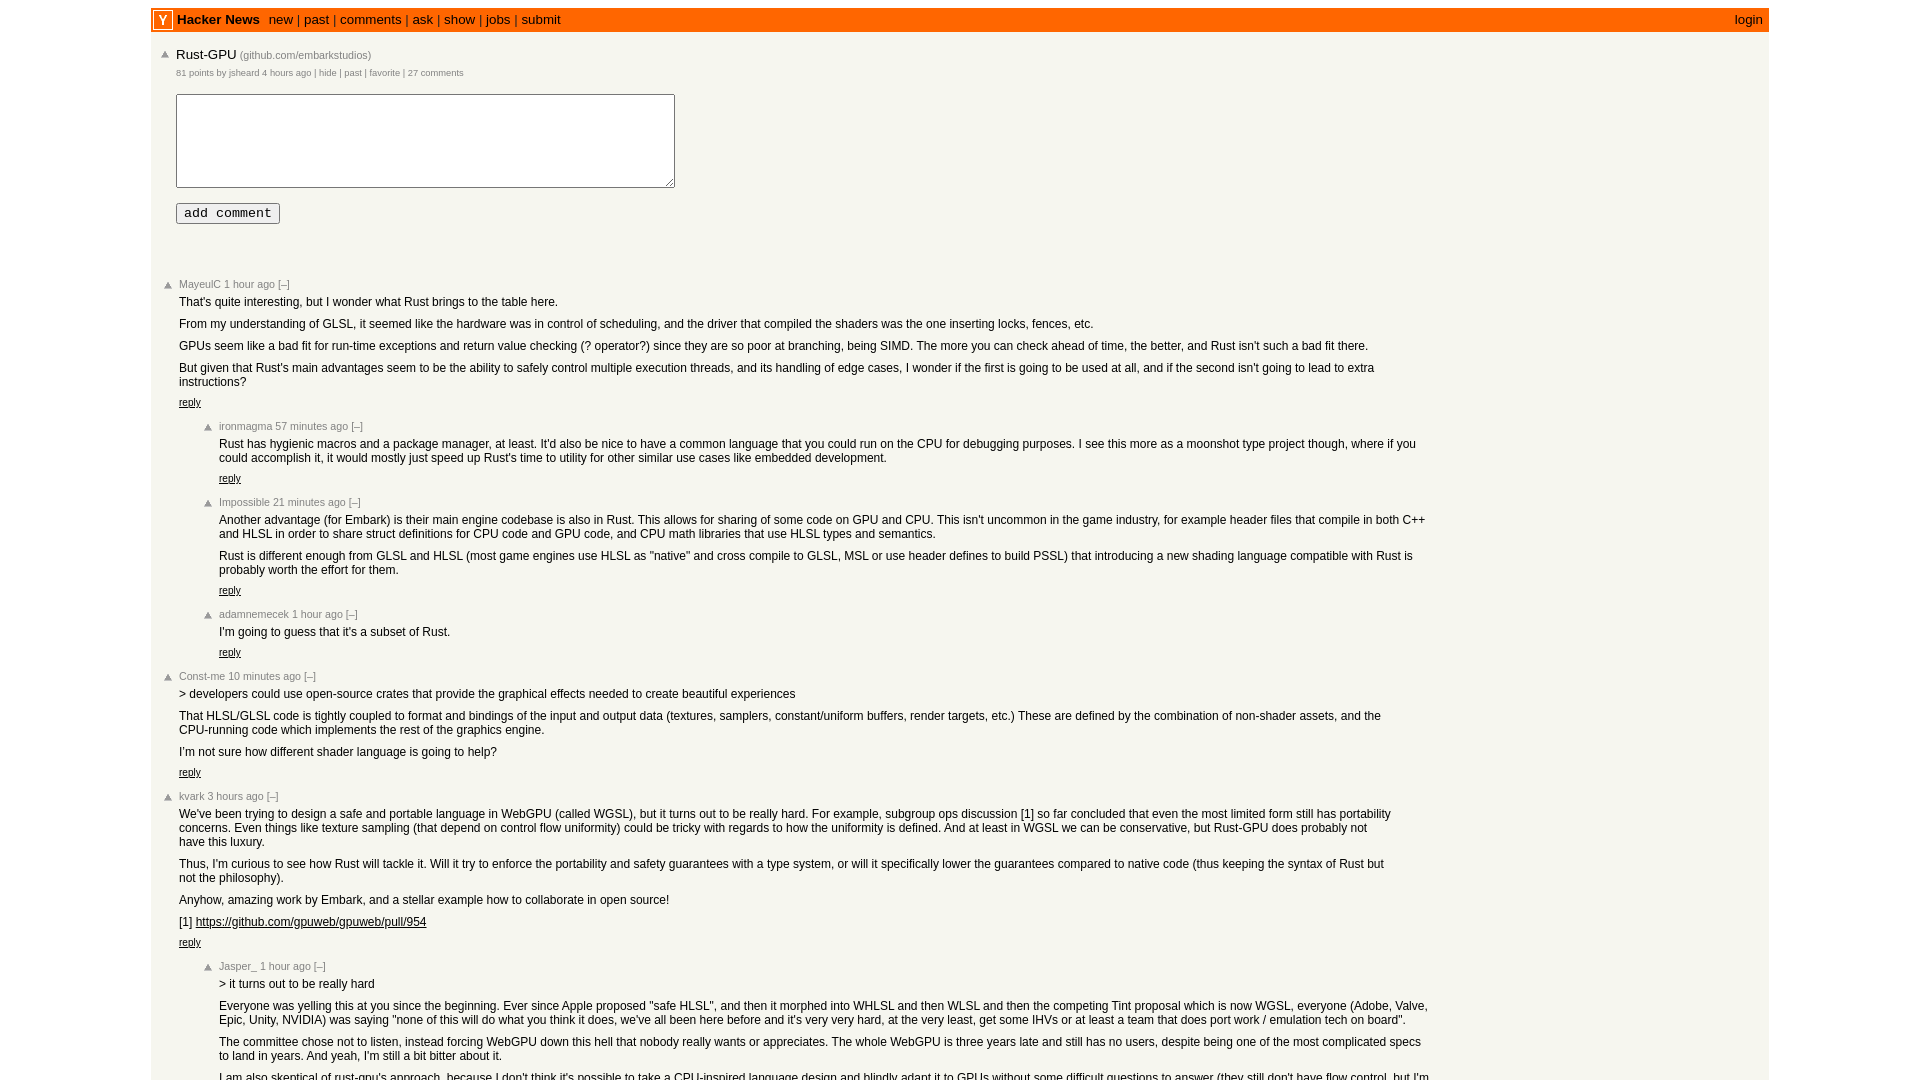 Y Hacker News new | past | comments | ask | show | jobs | submit login
Rust-GPU (github.com/embarkstudios)
81 points by jsheard 4 hours ago | hide | past | favorite | 27 comments
add comment
MayeulC 1 hour ago [–]
That's quite interesting, but I wonder what Rust brings to the table here.
From my understanding of GLSL, it seemed like the hardware was in control of scheduling, and the driver that compiled the shaders was the one inserting locks, fences, etc.
GPUs seem like a bad fit for run-time exceptions and return value checking (? operator?) since they are so poor at branching, being SIMD. The more you can check ahead of time, the better, and Rust isn't such a bad fit there.
But given that Rust's main advantages seem to be the ability to safely control multiple execution threads, and its handling of edge cases, I wonder if the first is going to be used at all, and if the second isn't going to lead to extra
instructions?
reply
ironmagma 57 minutes ago [–]
Rust has hygienic macros and a package manager, at least. It'd also be nice to have a common language that you could run on the CPU for debugging purposes. I see this more as a moonshot type project though, where if you
could accomplish it, it would mostly just speed up Rust's time to utility for other similar use cases like embedded development.
reply
Impossible 21 minutes ago [–]
Another advantage (for Embark) is their main engine codebase is also in Rust. This allows for sharing of some code on GPU and CPU. This isn't uncommon in the game industry, for example header files that compile in both C++
and HLSL in order to share struct definitions for CPU code and GPU code, and CPU math libraries that use HLSL types and semantics.
Rust is different enough from GLSL and HLSL (most game engines use HLSL as "native" and cross compile to GLSL, MSL or use header defines to build PSSL) that introducing a new shading language compatible with Rust is
probably worth the effort for them.
reply
adamnemecek 1 hour ago [–]
I'm going to guess that it's a subset of Rust.
reply
Const-me 10 minutes ago [–]
> developers could use open-source crates that provide the graphical effects needed to create beautiful experiences
That HLSL/GLSL code is tightly coupled to format and bindings of the input and output data (textures, samplers, constant/uniform buffers, render targets, etc.) These are defined by the combination of non-shader assets, and the
CPU-running code which implements the rest of the graphics engine.
I'm not sure how different shader language is going to help?
reply
kvark 3 hours ago [–]
We've been trying to design a safe and portable language in WebGPU (called WGSL), but it turns out to be really hard. For example, subgroup ops discussion [1] so far concluded that even the most limited form still has portability
concerns. Even things like texture sampling (that depend on control flow uniformity) could be tricky with regards to how the uniformity is defined. And at least in WGSL we can be conservative, but Rust-GPU does probably not
have this luxury.
Thus, I'm curious to see how Rust will tackle it. Will it try to enforce the portability and safety guarantees with a type system, or will it specifically lower the guarantees compared to native code (thus keeping the syntax of Rust but
not the philosophy).
Anyhow, amazing work by Embark, and a stellar example how to collaborate in open source!
[1] https://github.com/gpuweb/gpuweb/pull/954
reply
Jasper_ 1 hour ago [–]
> it turns out to be really hard
Everyone was yelling this at you since the beginning. Ever since Apple proposed "safe HLSL", and then it morphed into WHLSL and then WLSL and then the competing Tint proposal which is now WGSL, everyone (Adobe, Valve,
Epic, Unity, NVIDIA) was saying "none of this will do what you think it does, we've all been here before and it's very very hard, at the very least, get some IHVs or at least a team that does port work / emulation tech on board".
The committee chose not to listen, instead forcing WebGPU down this hell that nobody really wants or appreciates. The whole WebGPU is three years late and still has no users, despite being one of the most complicated specs
to land in years. And yeah, I'm still a bit bitter about it.
I am also skeptical of rust-gpu's approach, because I don't think it's possible to take a CPU-inspired language design and blindly adapt it to GPUs without some difficult questions to answer (they still don't have flow control, but I'm